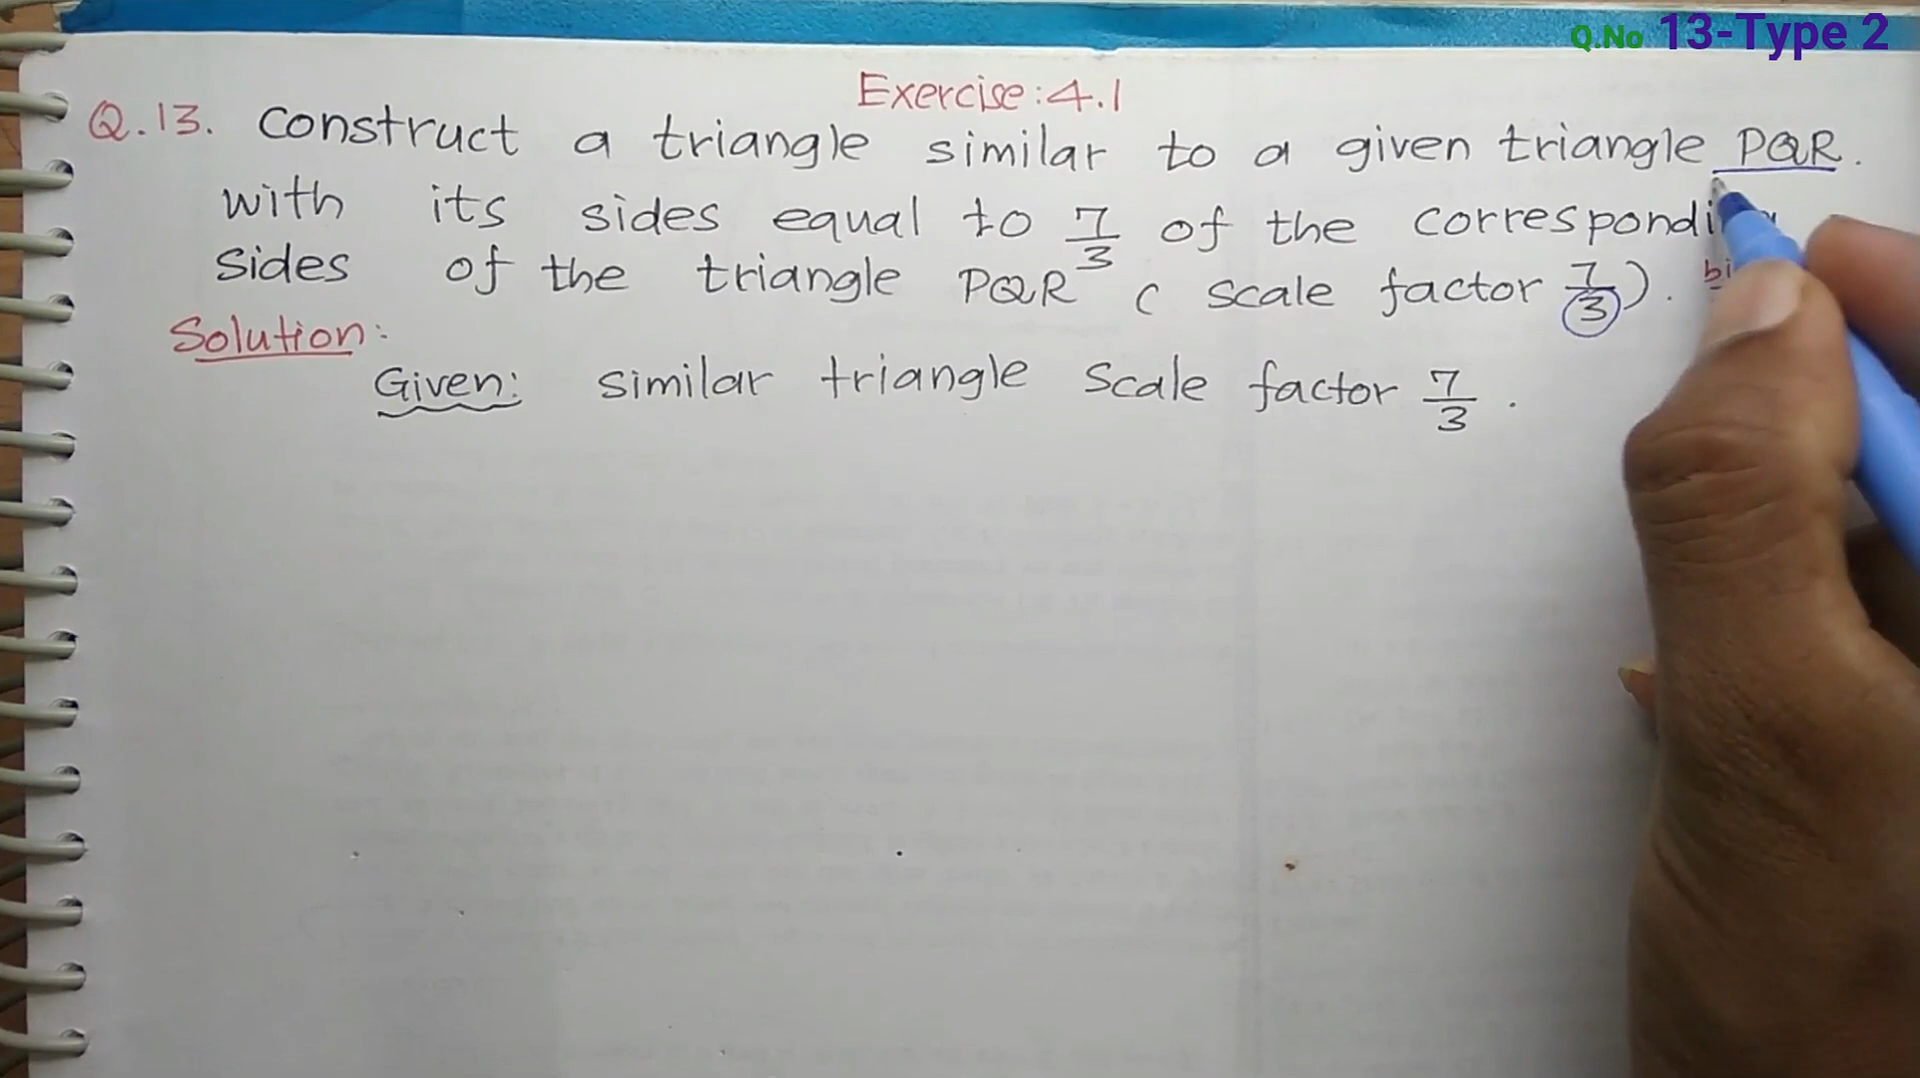 Q.No 13-Type 2
Exercise: 4.1
Q.13. Construct a triangle similar to a given triangle PQR.
with its sides equal to 7/3 of the
sides of the triangle PQR ( scale factor 7/3 ).
Solution:
Given: similar triangle scale factor 7/3 .